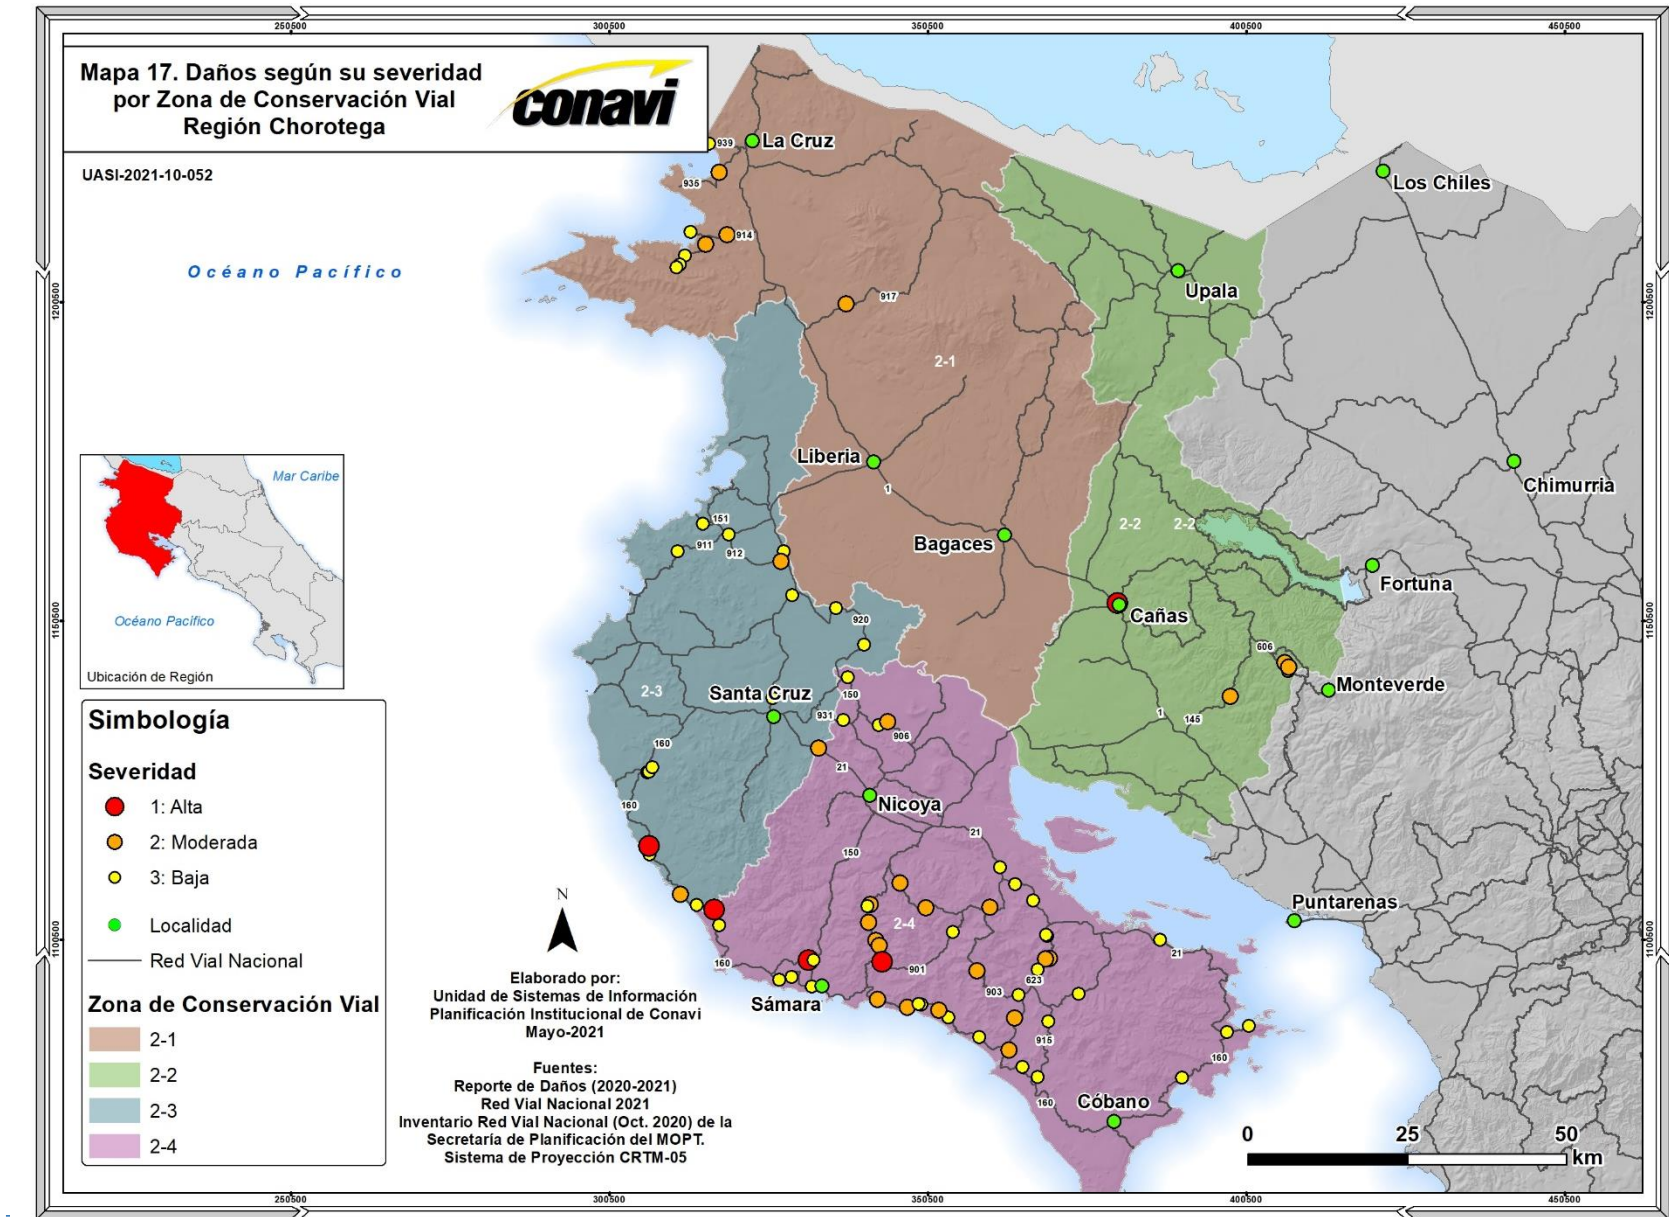 250500
300500
350500
400500
450500
Mapa 17. Daños según su severidad
por Zona de Conservación Vial
Región Chorotega
conavi
UASI-2021-10-052
Océano Pacífico
939
La Cruz
935
914
Los Chiles
Upala
917
2-1
1200500
1200500
Liberia
1
151
911
912
Bagaces
2-2
2-2
Chimurria
Fortuna
Cañas
920
606
Monteverde
145
1
1150500
1150500
Mar Caribe
Océano Pacífico
Ubicación de Región
2-3
Santa Cruz
150
931
906
160
21
160
Nicoya
21
150
2-4
Puntarenas
901
903
623
21
160
Sámara
915
160
160
Cóbano
1100500
1100500
Simbología
Severidad
1: Alta
2: Moderada
3: Baja
Localidad
Red Vial Nacional
Zona de Conservación Vial
2-1
2-2
2-3
2-4
N
Elaborado por:
Unidad de Sistemas de Información
Planificación Institucional de Conavi
Mayo-2021
Fuentes:
Reporte de Daños (2020-2021)
Red Vial Nacional 2021
Inventario Red Vial Nacional (Oct. 2020) de la
Secretaría de Planificación del MOPT.
Sistema de Proyección CRTM-05
0 25 50
km
250500
300500
350500
400500
450500